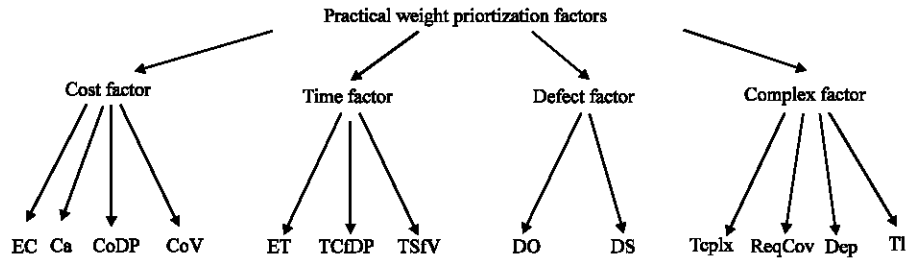 Practical weight priortization factors
Cost factor Time factor Defect factor Complex factor
EC Ca CoDP CoV ET TCfDP TSfV DO DS Tcplx ReqCov Dep TI